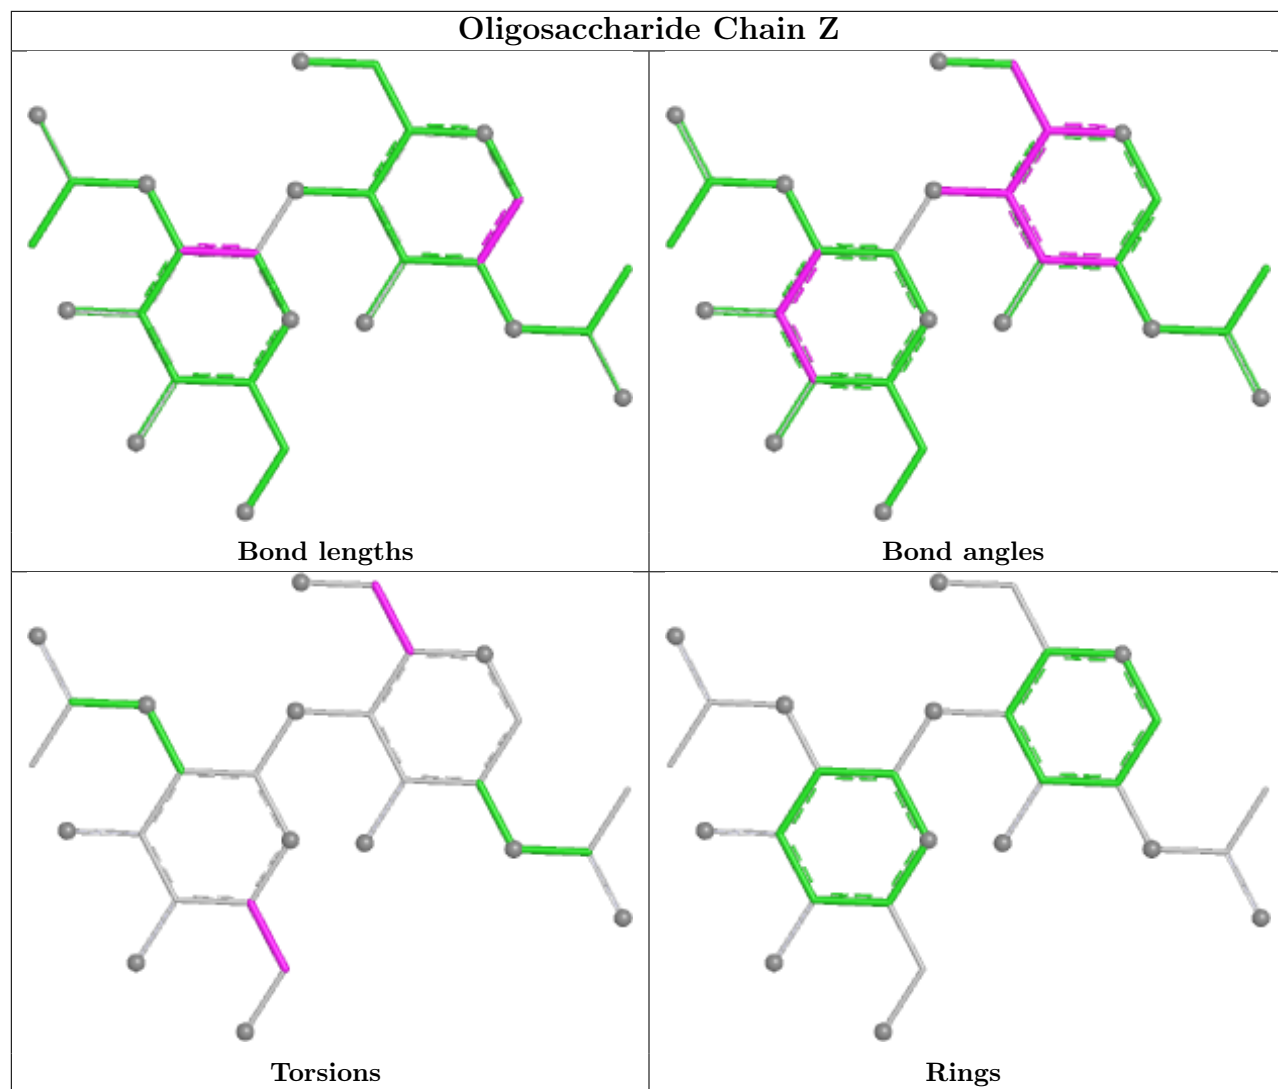 Oligosaccharide Chain Z
Bond lengths
Bond angles
Torsions
Rings